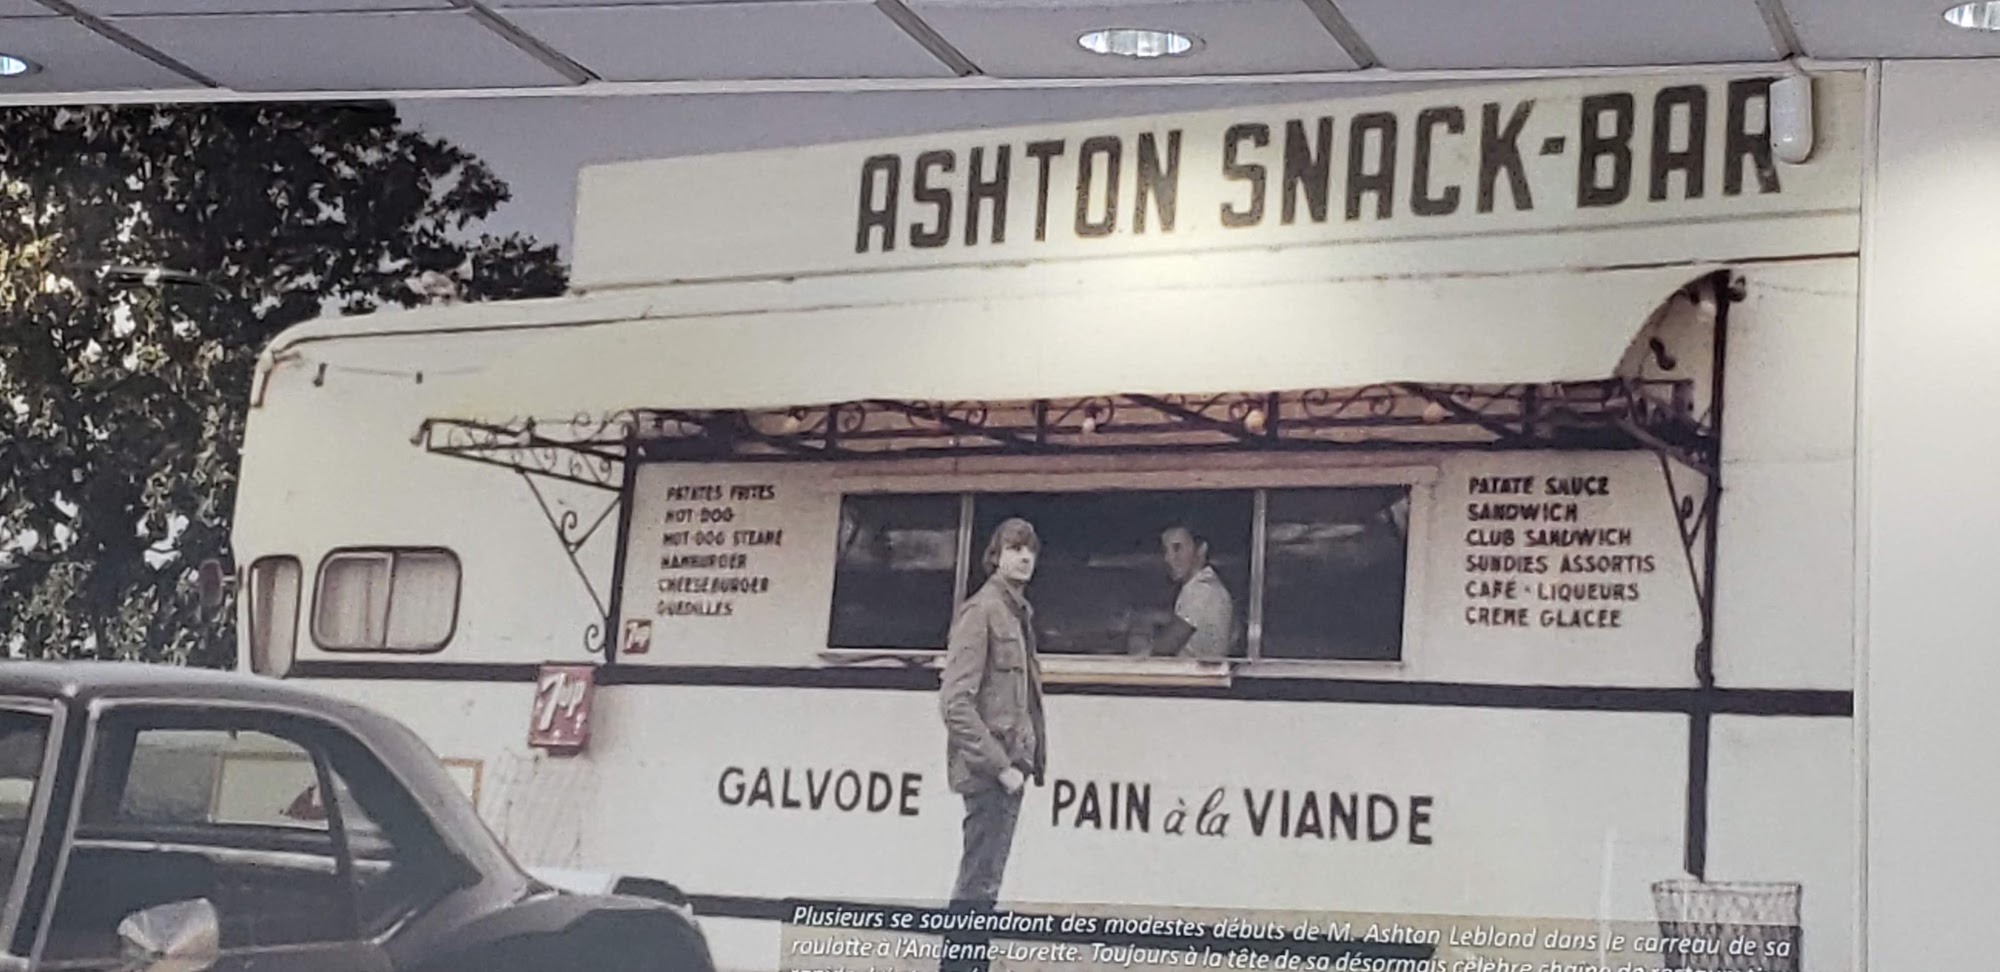 ASHTON SNACK-BAR
PATATES FRITES
HOT-DOG
HOT-DOG STEAMÉ
HAMBURGER
CHEESEBURGER
GUEDILLES
PATATE SAUCE
SANDWICH
CLUB SANDWICH
SUNDIES ASSORTIS
CAFE - LIQUEURS
CREME GLACEE
7up
7up
GALVODE PAIN à la VIANDE
Plusieurs se souviendront des modestes débuts de M. Ashton Leblond dans le carreau de sa
roulotte à l'Ancienne-Lorette. Toujours à la tête de sa désormais célèbre chaîne de